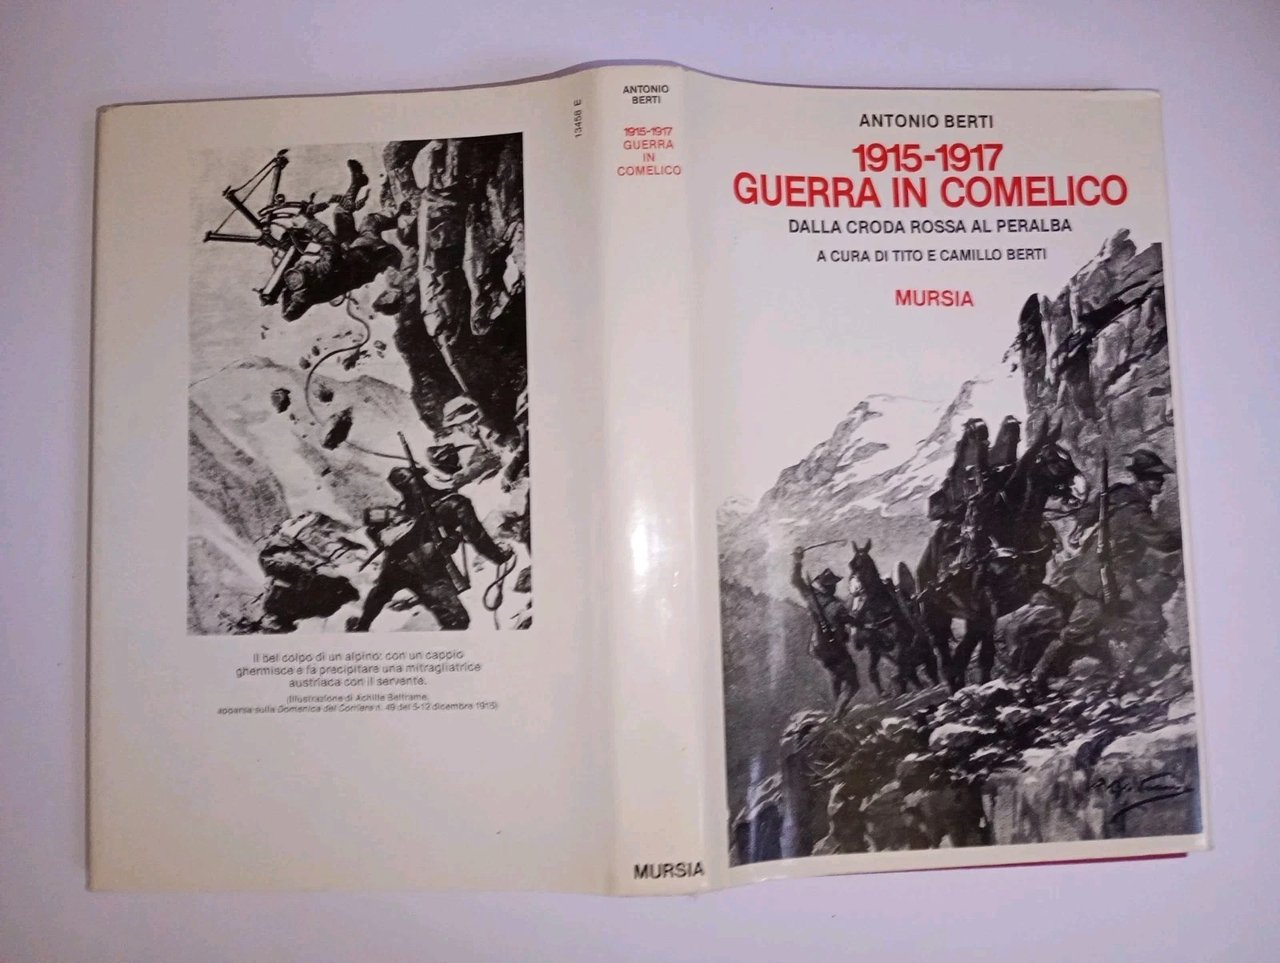 Il bel colpo di un alpino: con un cappio
ghermisce e fa precipitare una mitragliatrice
austriaca con il servente.
(Illustrazione di Achille Beltrame,
apparsa sulla Domenica del Corriere n. 49 del 5-12 dicembre 1915)
13458 E
ANTONIO
BERTI
1915-1917
GUERRA
IN
COMELICO
MURSIA
ANTONIO BERTI
1915-1917
GUERRA IN COMELICO
DALLA CRODA ROSSA AL PERALBA
A CURA DI TITO E CAMILLO BERTI
MURSIA